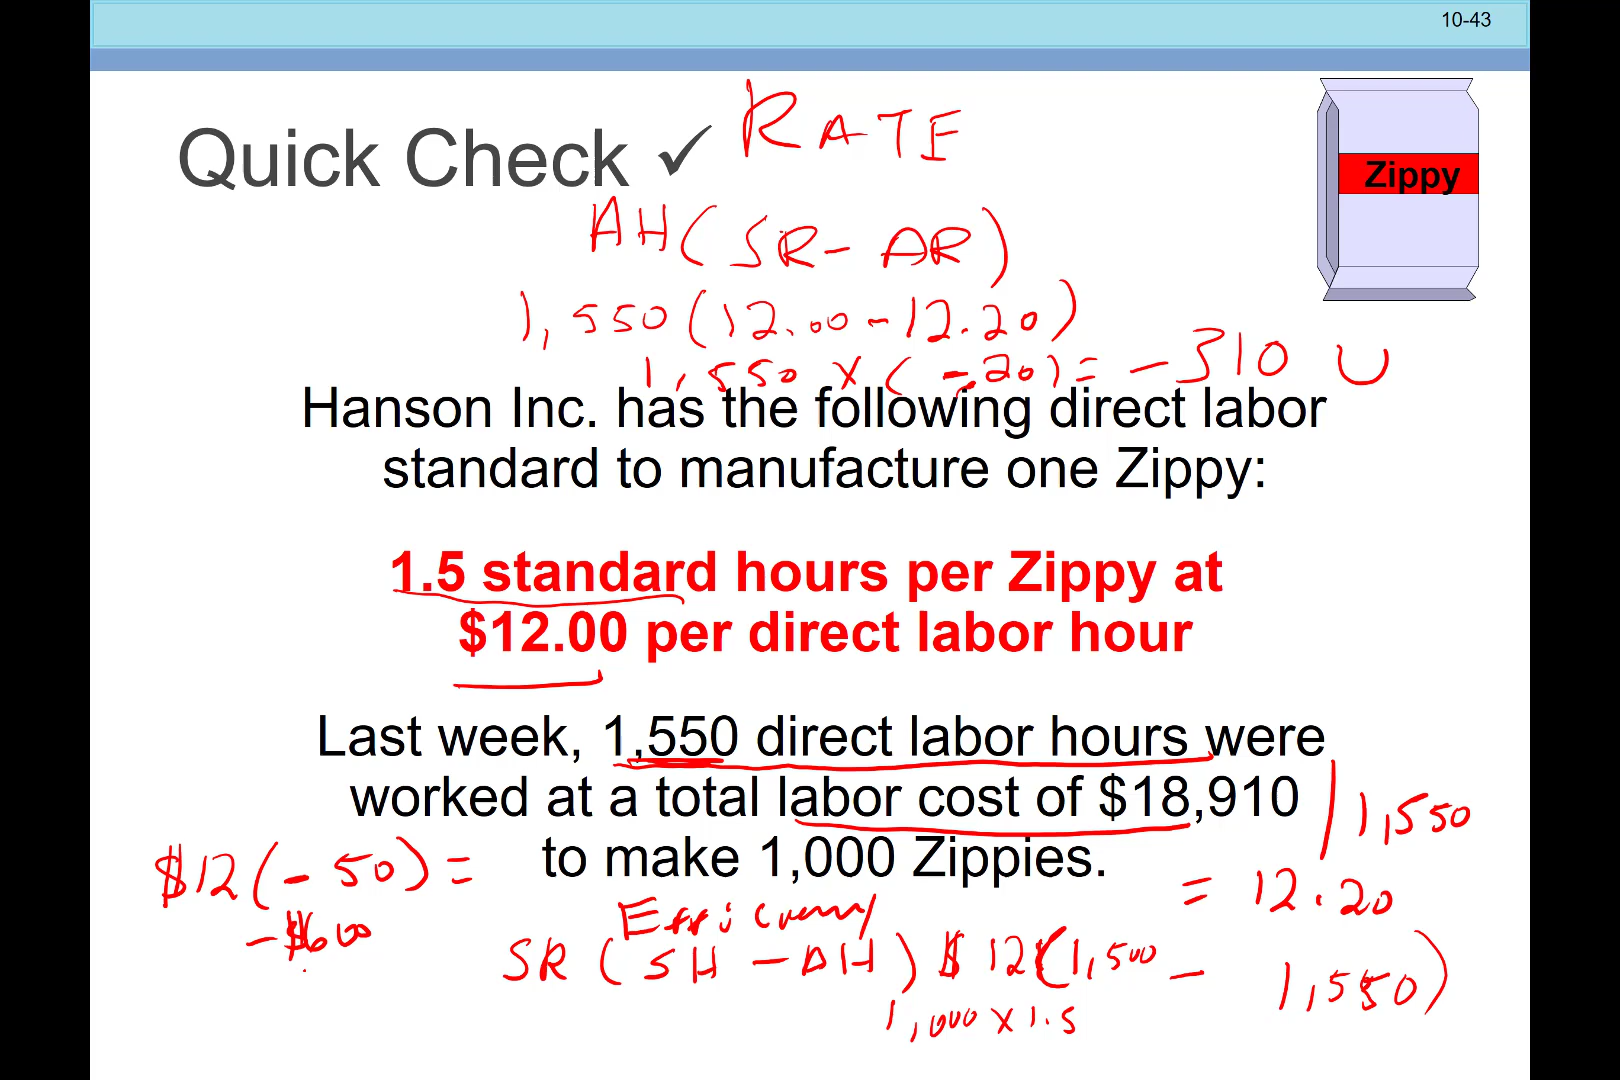 10-43
Quick Check ✓ RATE
Zippy
AH(SR- AR)
1,550(12.00-12.20)
1,550 x (-.20)= -310 U
Hanson Inc. has the following direct labor
standard to manufacture one Zippy:
1.5 standard hours per Zippy at
$12.00 per direct labor hour
Last week, 1,550 direct labor hours were
worked at a total labor cost of $18,910 / 1,550
to make 1,000 Zippies.
= 12.20
$12(-50)=
-$600
Efficiency
SR (SH-AH) $12(1,500 - 1,550)
1,000 x 1.5